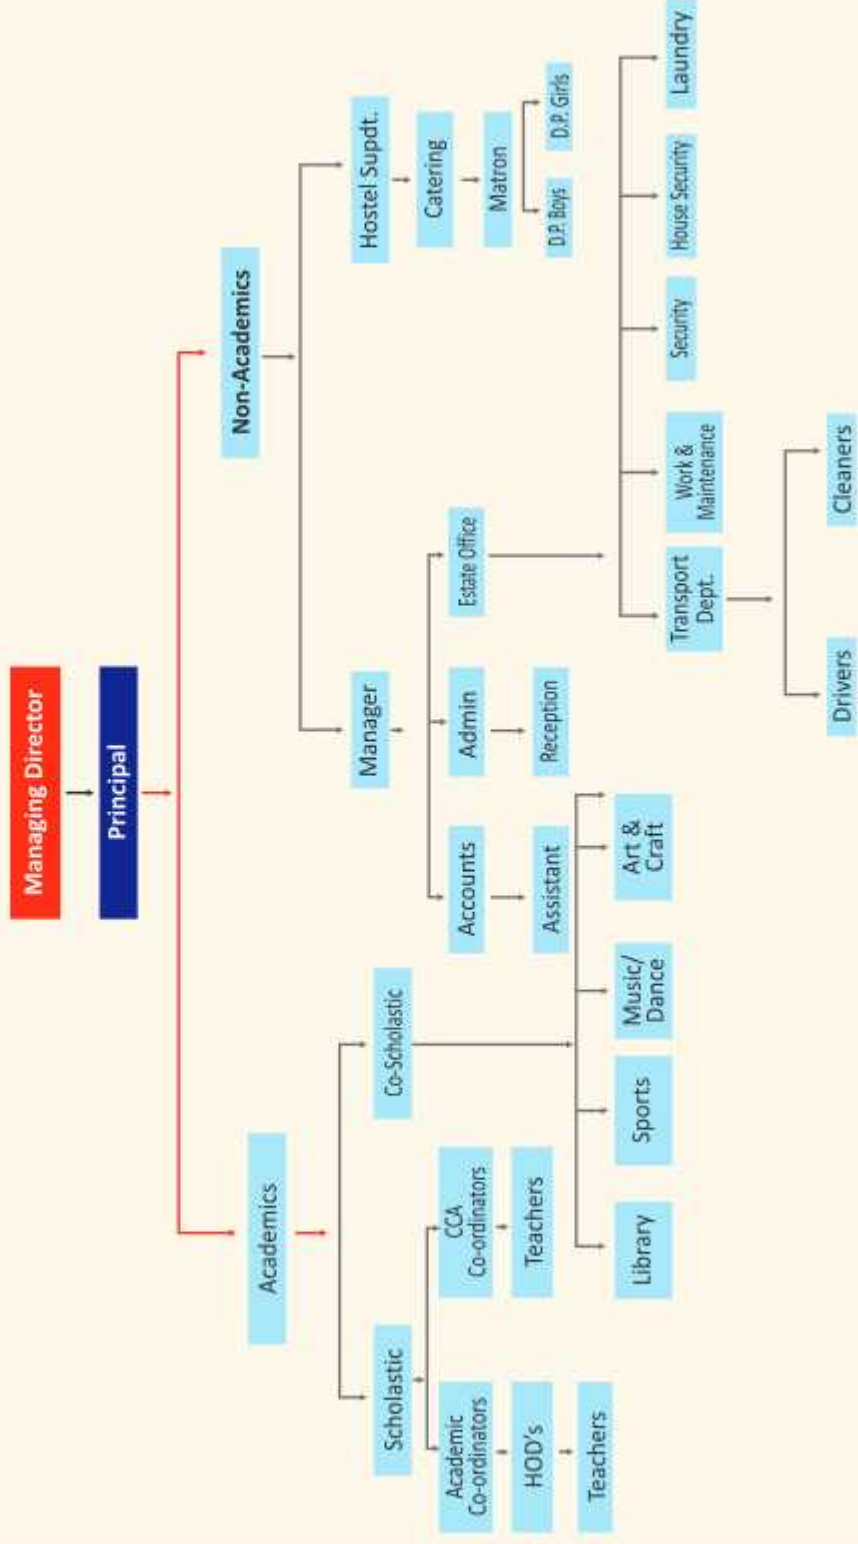 Managing Director
Principal
Academics
Non-Academics
Scholastic
Co-Scholastic
Manager
Hostel Supdt.
Academic
Co-ordinators
CCA
Co-ordinators
Accounts
Admin
Estate Office
Catering
HOD's
Teachers
Assistant
Reception
Matron
Teachers
D.P. Boys
D.P. Girls
Library
Sports
Music/
Dance
Art &
Craft
Transport
Dept.
Work &
Maintenance
Security
House Security
Laundry
Drivers
Cleaners